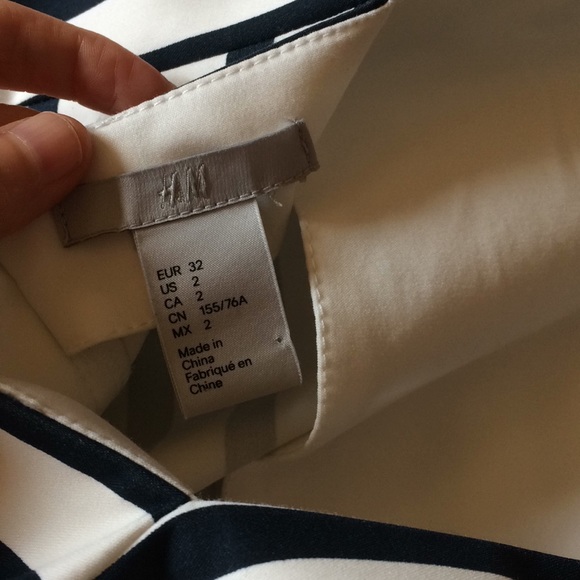 H&M
EUR 32
US 2
CA 2
CN 155/76A
MX 2
Made in
China
Fabriqué en
Chine